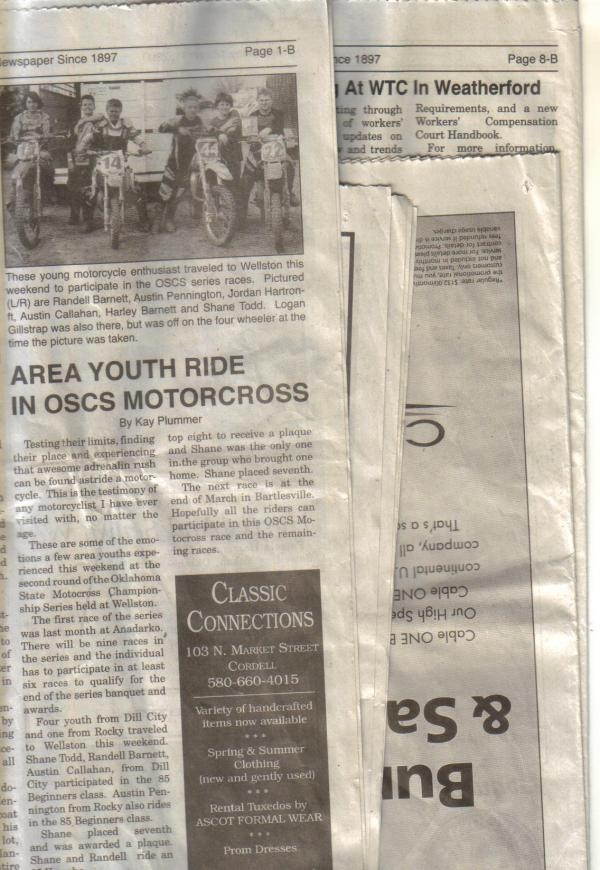 Newspaper Since 1897
Page 1-B
These young motorcycle enthusiast traveled to Wellston this
weekend to participate in the OSCS series races. Pictured
(L/R) are Randell Barnett, Austin Pennington, Jordan Hartron-
ft, Austin Callahan, Harley Barnett and Shane Todd. Logan
Gillstrap was also there, but was off on the four wheeler at the
time the picture was taken.
AREA YOUTH RIDE
IN OSCS MOTORCROSS
By Kay Plummer
Testing their limits, finding
their place and experiencing
that awesome adrenalin rush
can be found astride a motor-
cycle. This is the testimony of
any motorcyclist I have ever
visited with, no matter the
age.
These are some of the emo-
tions a few area youths expe-
rienced this weekend at the
second round of the Oklahoma
State Motocross Champion-
ship Series held at Wellston.
The first race of the series
was last month at Anadarko.
There will be nine races in
the series and the individual
has to participate in at least
six races to qualify for the
end of the series banquet and
awards.
Four youth from Dill City
and one from Rocky traveled
to Wellston this weekend.
Shane Todd, Randell Barnett,
Austin Callahan, from Dill
City participated in the 85
Beginners class. Austin Pen-
nington from Rocky also rides
in the 85 Beginners class.
Shane placed seventh
and was awarded a plaque.
Shane and Randell ride an
top eight to receive a plaque
and Shane was the only one
in the group who brought one
home. Shane placed seventh.
The next race is at the
end of March in Bartlesville.
Hopefully all the riders can
participate in this OSCS Mo-
tocross race and the remain-
ing races.
CLASSIC
CONNECTIONS
103 N. MARKET STREET
CORDELL
580-660-4015
Variety of handcrafted
items now available
***
Spring & Summer
Clothing
(new and gently used)
***
Rental Tuxedos by
ASCOT FORMAL WEAR
***
Prom Dresses
nce 1897
Page 8-B
g At WTC In Weatherford
ting through
of workers'
updates on
and trends
Requirements, and a new
Workers' Compensation
Court Handbook.
For more information,
Bun
& Sa
Cable ONE B
Our High Spe
Cable ONE
continental U.
company, all
That's a s